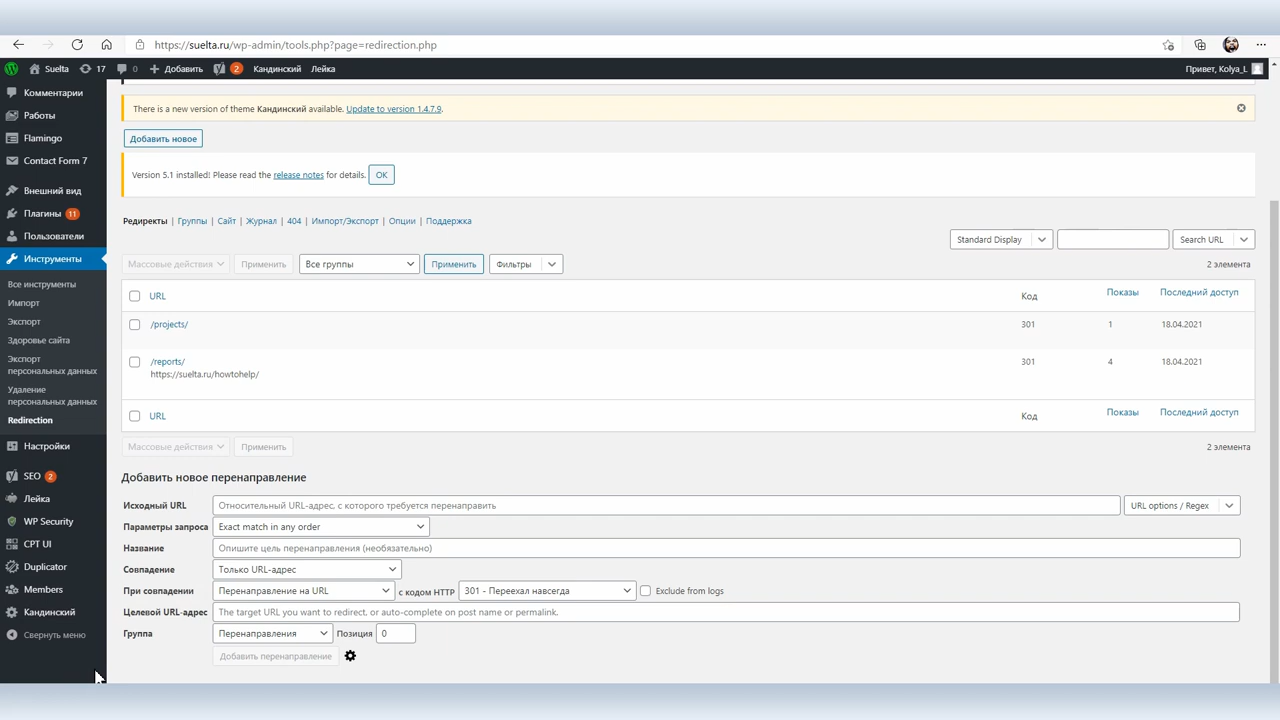 https://suelta.ru/wp-admin/tools.php?page=redirection.php
Suelta 17 0 Добавить 2 Кандинский Лейка Привет, Kolya_L
Комментарии
Работы
Flamingo
Contact Form 7
Внешний вид
Плагины 11
Пользователи
Инструменты
Все инструменты
Импорт
Экспорт
Здоровье сайта
Экспорт
персональных данных
Удаление
персональных данных
Redirection
Настройки
SEO 2
Лейка
WP Security
CPT UI
Duplicator
Members
Кандинский
Свернуть меню
There is a new version of theme Кандинский available. Update to version 1.4.7.9.
Добавить новое
Version 5.1 installed! Please read the release notes for details. OK
Редиректы | Группы | Сайт | Журнал | 404 | Импорт/Экспорт | Опции | Поддержка
Standard Display Search URL
Массовые действия Применить Все группы Применить Фильтры 2 элемента
URL Код Показы Последний доступ
/projects/ 301 1 18.04.2021
/reports/ 301 4 18.04.2021
https://suelta.ru/howtohelp/
URL Код Показы Последний доступ
Массовые действия Применить 2 элемента
Добавить новое перенаправление
Исходный URL Относительный URL-адрес, с которого требуется перенаправить URL options / Regex
Параметры запроса Exact match in any order
Название Опишите цель перенаправления (необязательно)
Совпадение Только URL-адрес
При совпадении Перенаправление на URL с кодом HTTP 301 - Переехал навсегда Exclude from logs
Целевой URL-адрес The target URL you want to redirect, or auto-complete on post name or permalink.
Группа Перенаправления Позиция 0
Добавить перенаправление